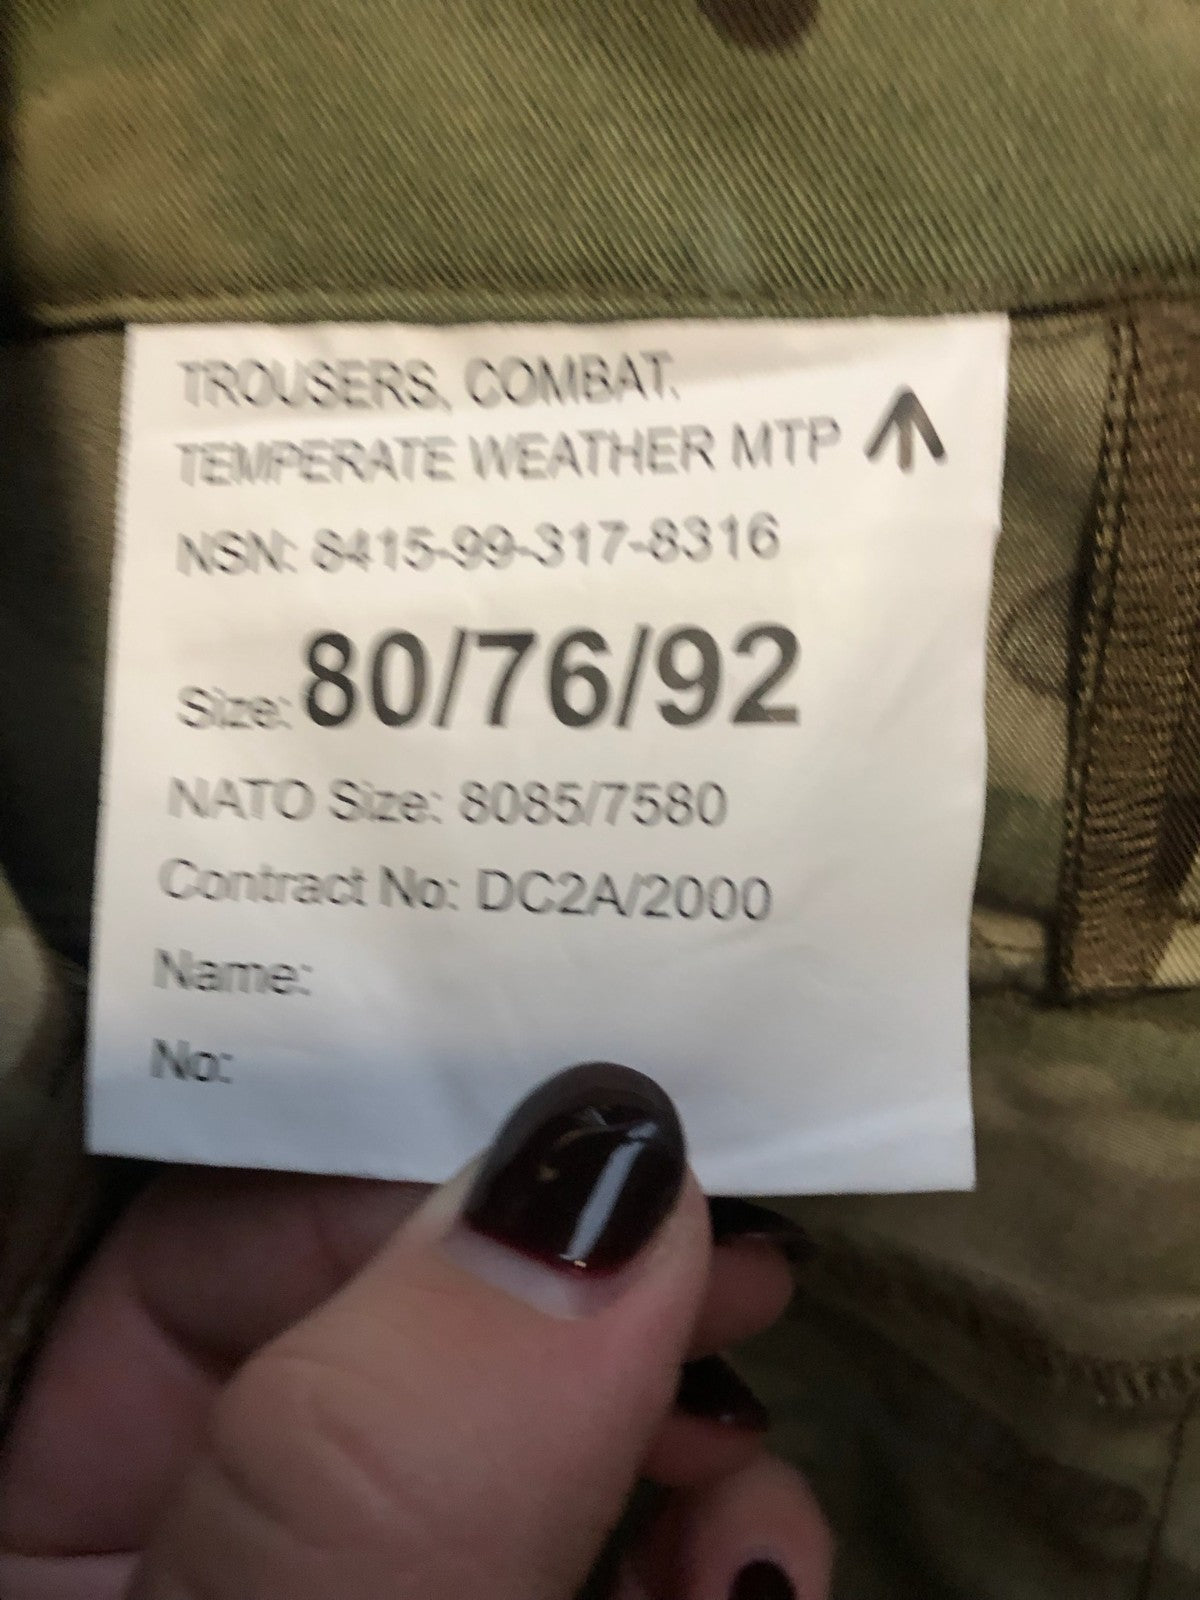 TROUSERS, COMBAT.
TEMPERATE WEATHER MTP
NSN: 8415-99-317-8316
Size: 80/76/92
NATO Size: 8085/7580
Contract No: DC2A/2000
Name:
No: